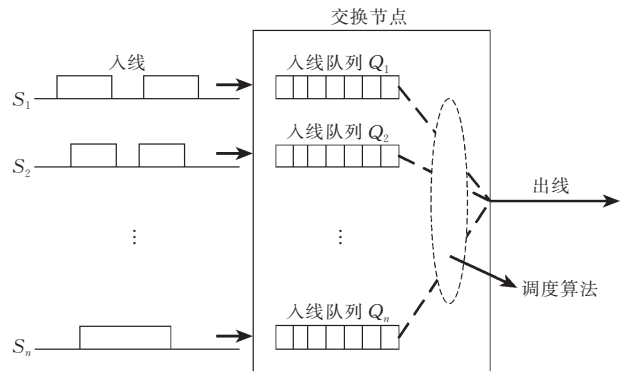 交换节点
入线
入线队列 Q₁
S₁
入线队列 Q₂
S₂
出线
⋮
⋮
调度算法
入线队列 Qₙ
Sₙ